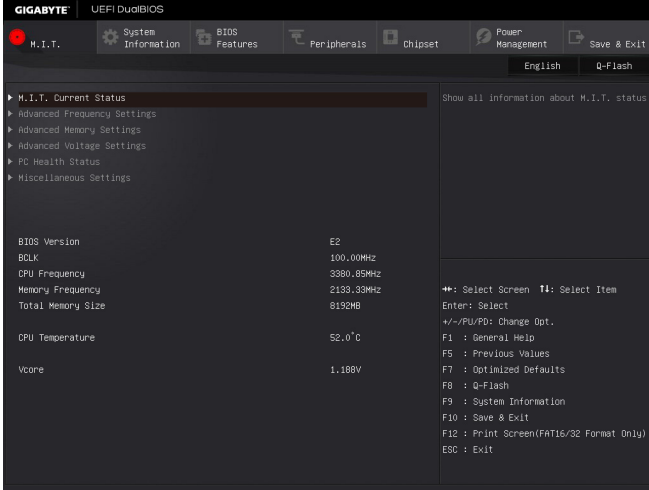 GIGABYTE™ UEFI DualBIOS
M.I.T.
System Information
BIOS Features
Peripherals
Chipset
Power Management
Save & Exit
English Q-Flash
M.I.T. Current Status
Advanced Frequency Settings
Advanced Memory Settings
Advanced Voltage Settings
PC Health Status
Miscellaneous Settings
Show all information about M.I.T. status
BIOS Version E2
BCLK 100.00MHz
CPU Frequency 3380.85MHz
Memory Frequency 2133.33MHz
Total Memory Size 8192MB
CPU Temperature 52.0°C
Vcore 1.188V
→←: Select Screen ↑↓: Select Item
Enter: Select
+/-/PU/PD: Change Opt.
F1 : General Help
F5 : Previous Values
F7 : Optimized Defaults
F8 : Q-Flash
F9 : System Information
F10 : Save & Exit
F12 : Print Screen(FAT16/32 Format Only)
ESC : Exit